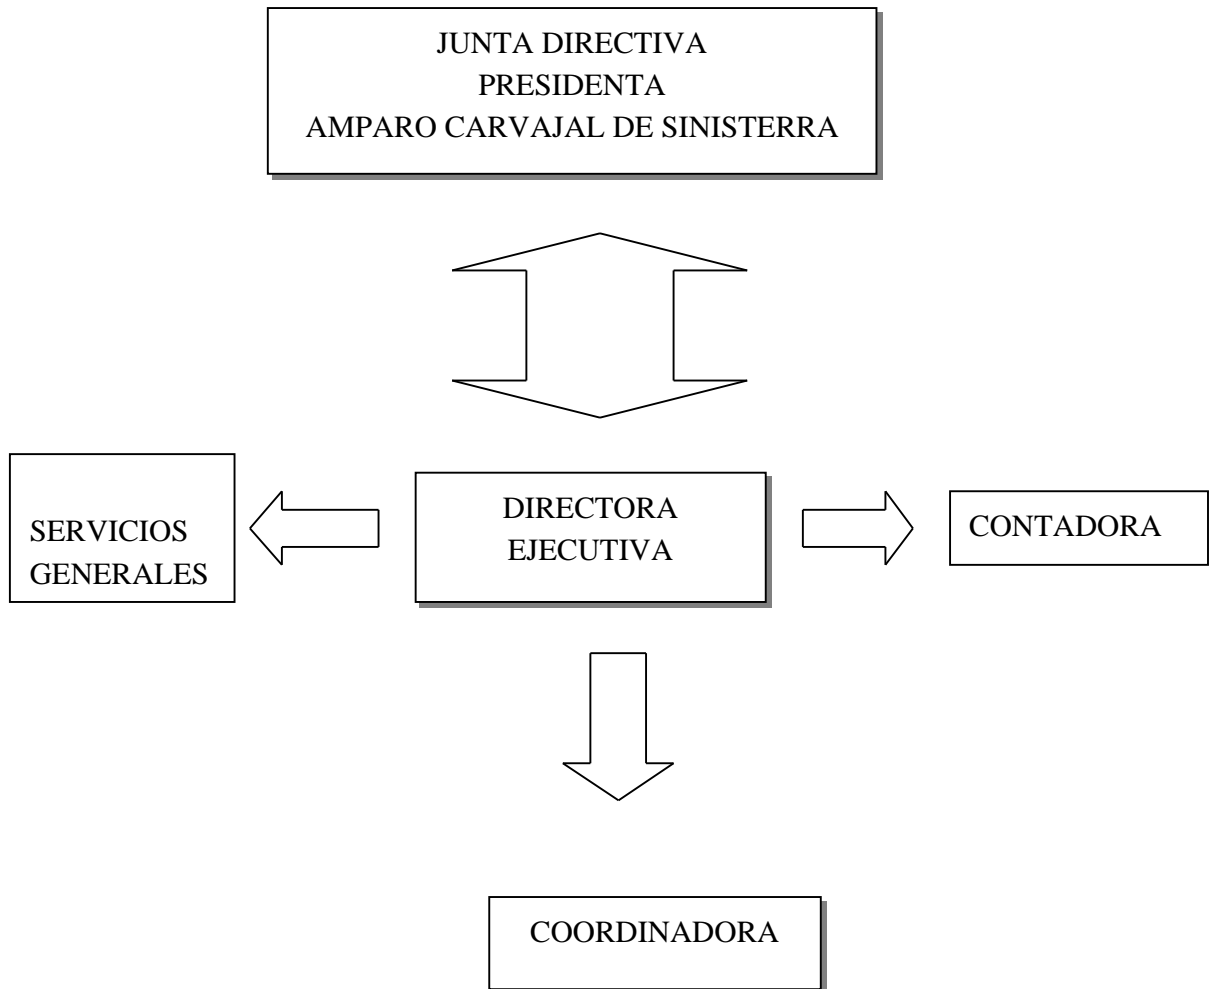 JUNTA DIRECTIVA
PRESIDENTA
AMPARO CARVAJAL DE SINISTERRA
SERVICIOS
GENERALES
DIRECTORA
EJECUTIVA
CONTADORA
COORDINADORA